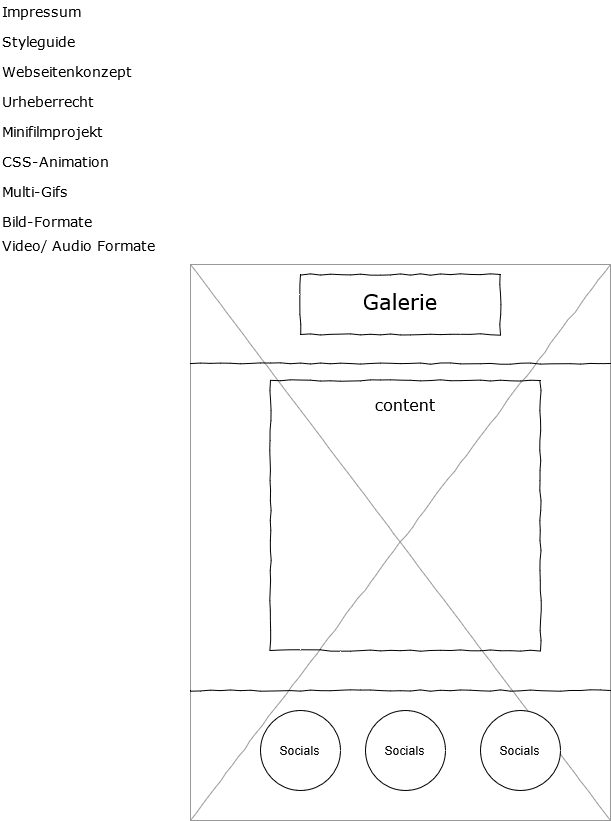 Impressum
Styleguide
Webseitenkonzept
Urheberrecht
Minifilmprojekt
CSS-Animation
Multi-Gifs
Bild-Formate
Video/ Audio Formate
Galerie
content
Socials Socials Socials